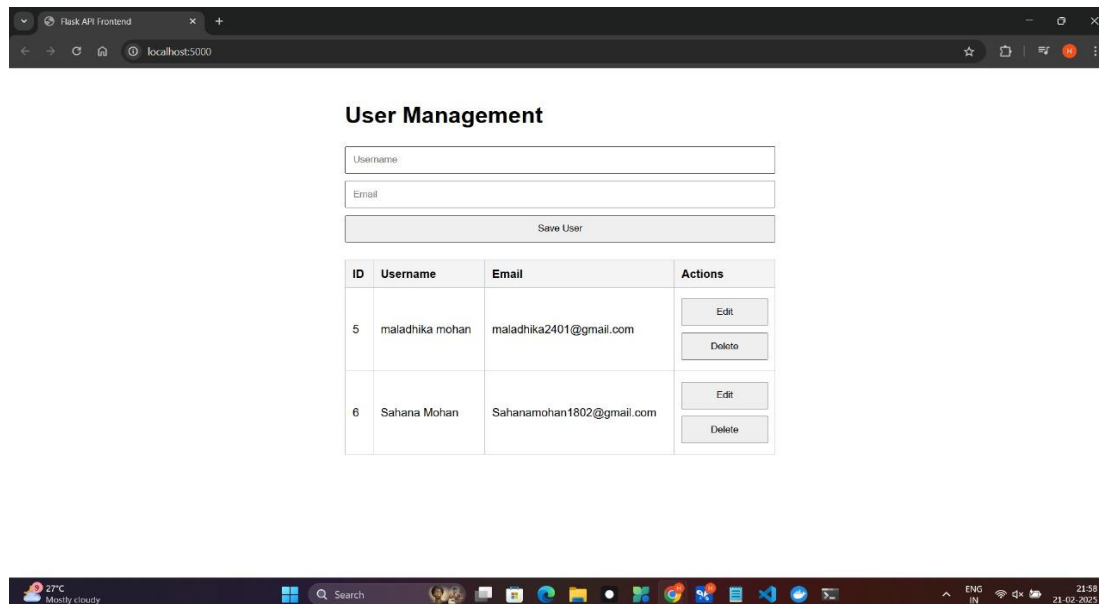 Flask API Frontend
localhost:5000
H
User Management
Username
Email
Save User
ID Username Email Actions
5 maladhika mohan maladhika2401@gmail.com Edit
Delete
6 Sahana Mohan Sahanamohan1802@gmail.com Edit
Delete
9 27°C
Mostly cloudy
Search
ENG
IN
21:58
21-02-2025